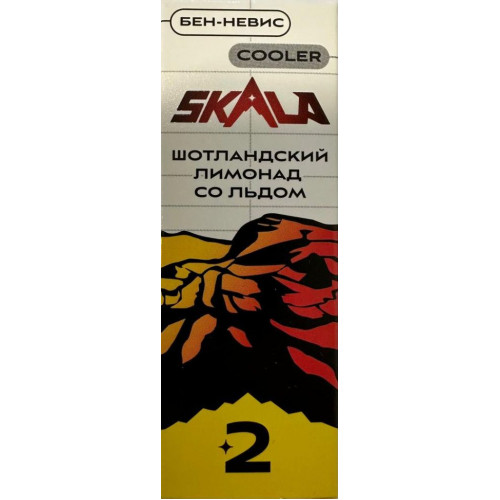 БЕН-НЕВИС
COOLER
SKALA
ШОТЛАНДСКИЙ
ЛИМОНАД
СО ЛЬДОМ
2